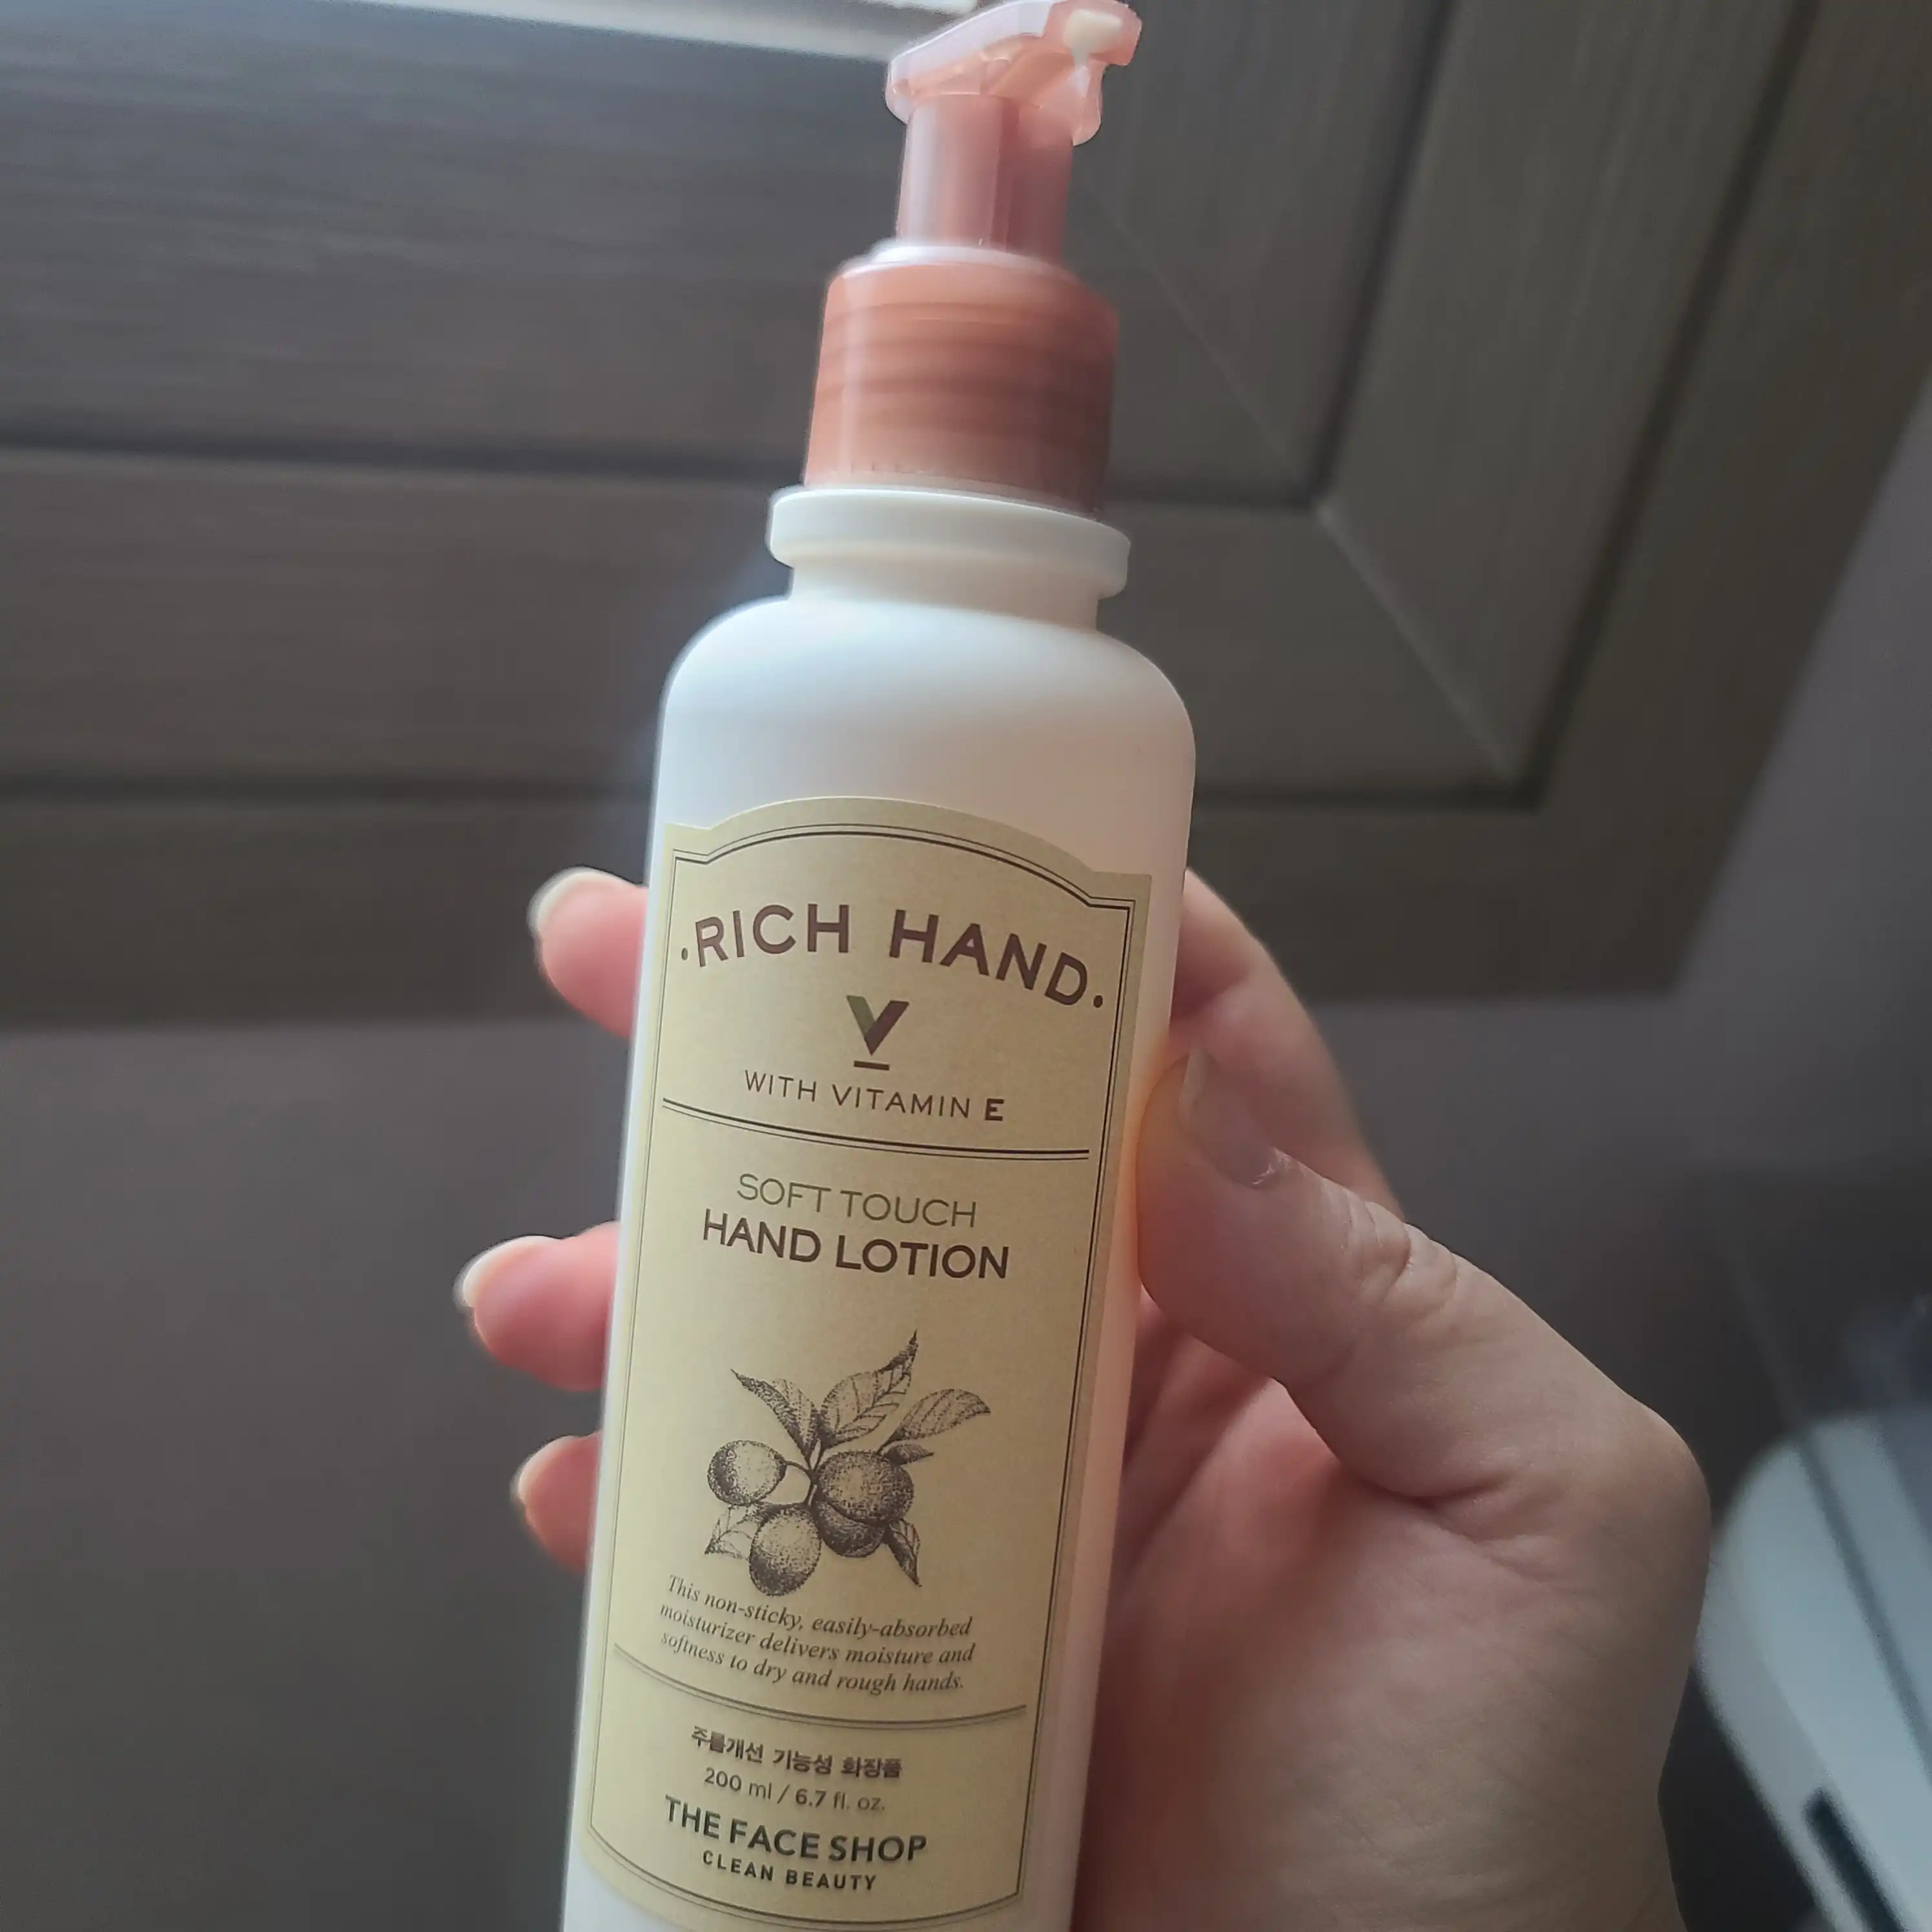 ·RICH HAND·
V
WITH VITAMIN E
SOFT TOUCH
HAND LOTION
This non-sticky, easily-absorbed
moisturizer delivers moisture and
softness to dry and rough hands.
주름개선 기능성 화장품
200 ml / 6.7 fl. oz.
THE FACE SHOP
CLEAN BEAUTY